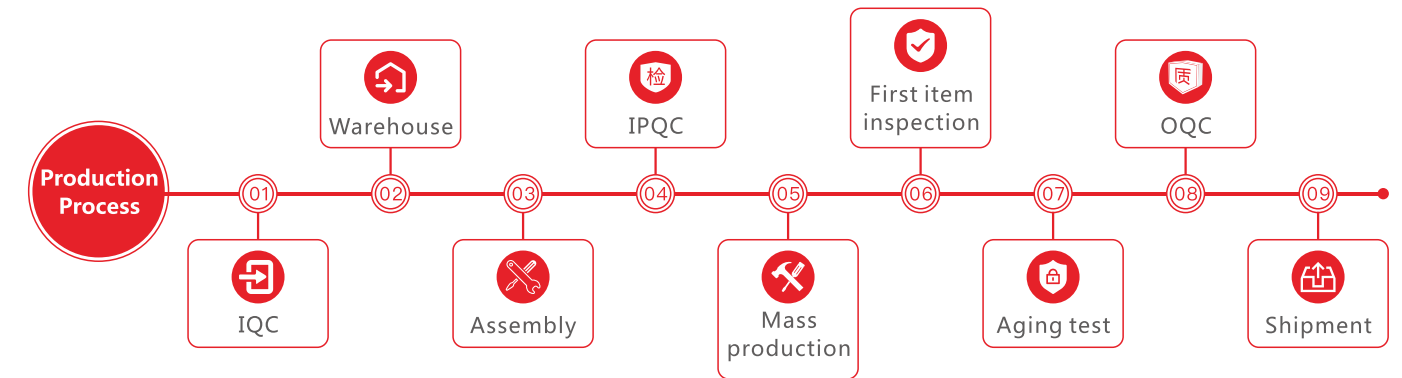 Production
Process
01
IQC
02
Warehouse
03
Assembly
04
检
IPQC
05
Mass
production
06
First item
inspection
07
Aging test
08
质
OQC
09
Shipment